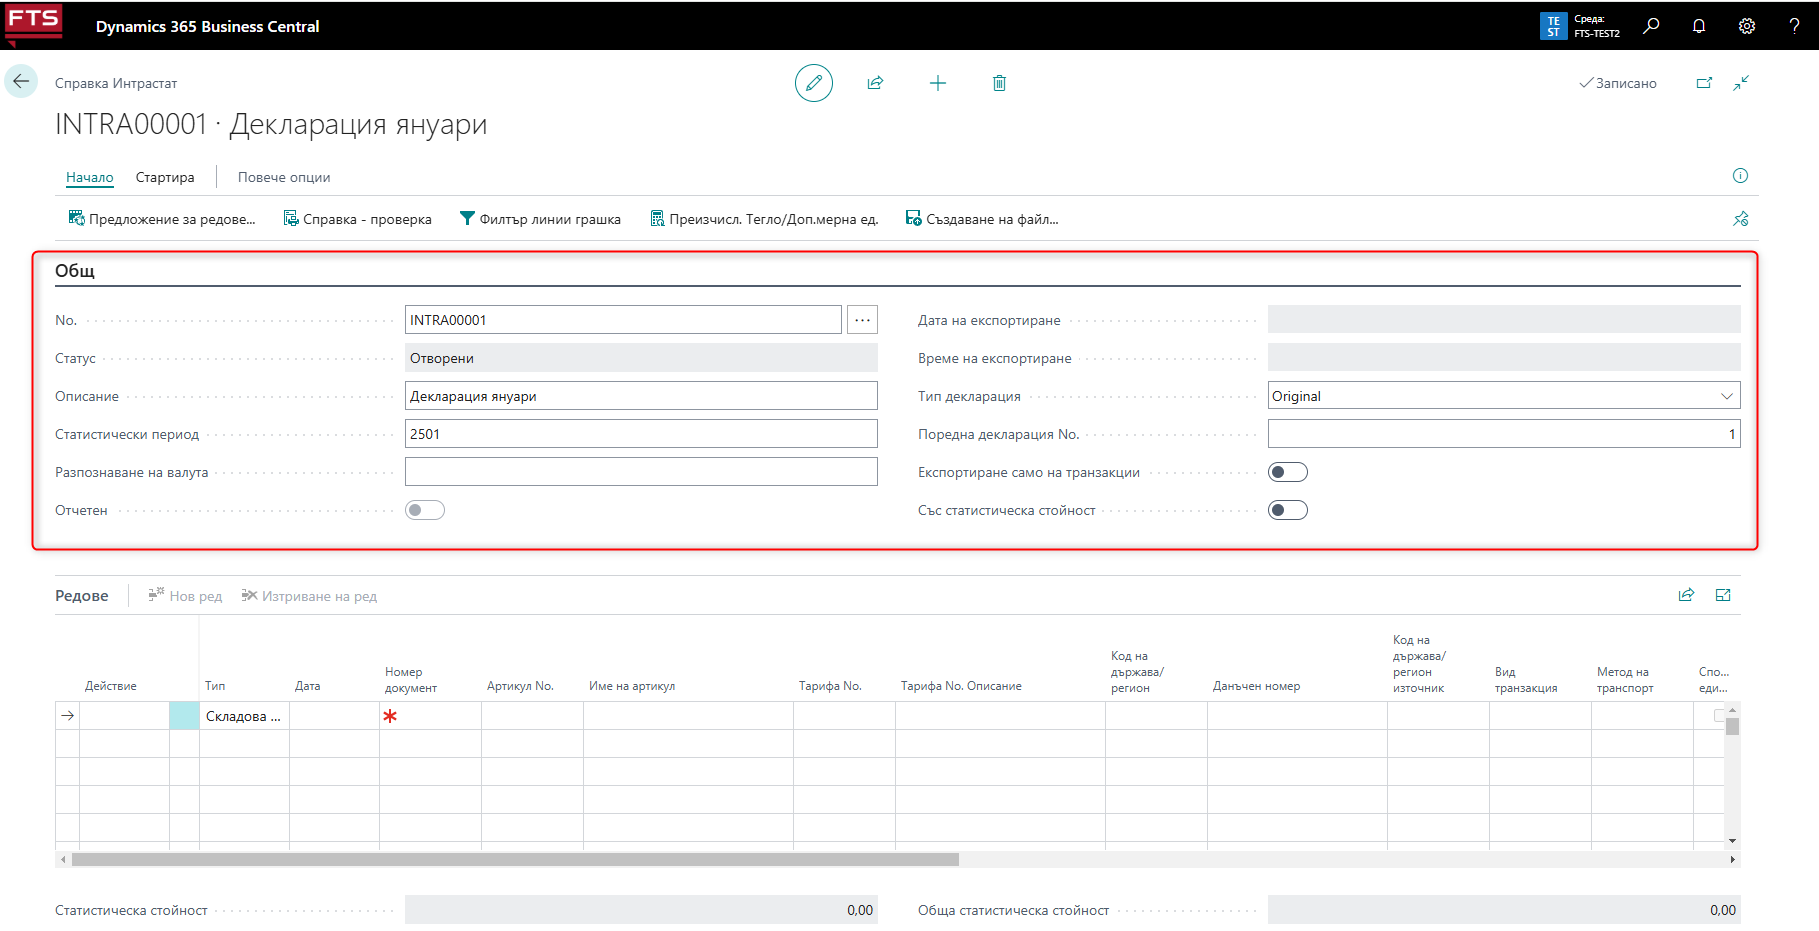 FTS
Dynamics 365 Business Central
TE
ST
Среда:
FTS-TEST2
?
Справка Интрастат
Записано
INTRA00001 · Декларация януари
Начало
Стартира
Повече опции
Предложение за редове...
Справка - проверка
Филтър линии грашка
Преизчисл. Тегло/Доп.мерна ед.
Създаване на файл...
Общ
No.
INTRA00001
...
Дата на експортиране
Статус
Отворени
Време на експортиране
Описание
Декларация януари
Тип декларация
Original
Статистически период
2501
Поредна декларация No.
1
Разпознаване на валута
Експортиране само на транзакции
Отчетен
Със статистическа стойност
Редове
Нов ред
Изтриване на ред
Действие
Тип
Дата
Номер
документ
Артикул No.
Име на артикул
Тарифа No.
Тарифа No. Описание
Код на
държава/
регион
Данъчен номер
Код на
държава/
регион
източник
Вид
транзакция
Метод на
транспорт
Спо...
еди...
Складова ...
Статистическа стойност
0,00
Обща статистическа стойност
0,00